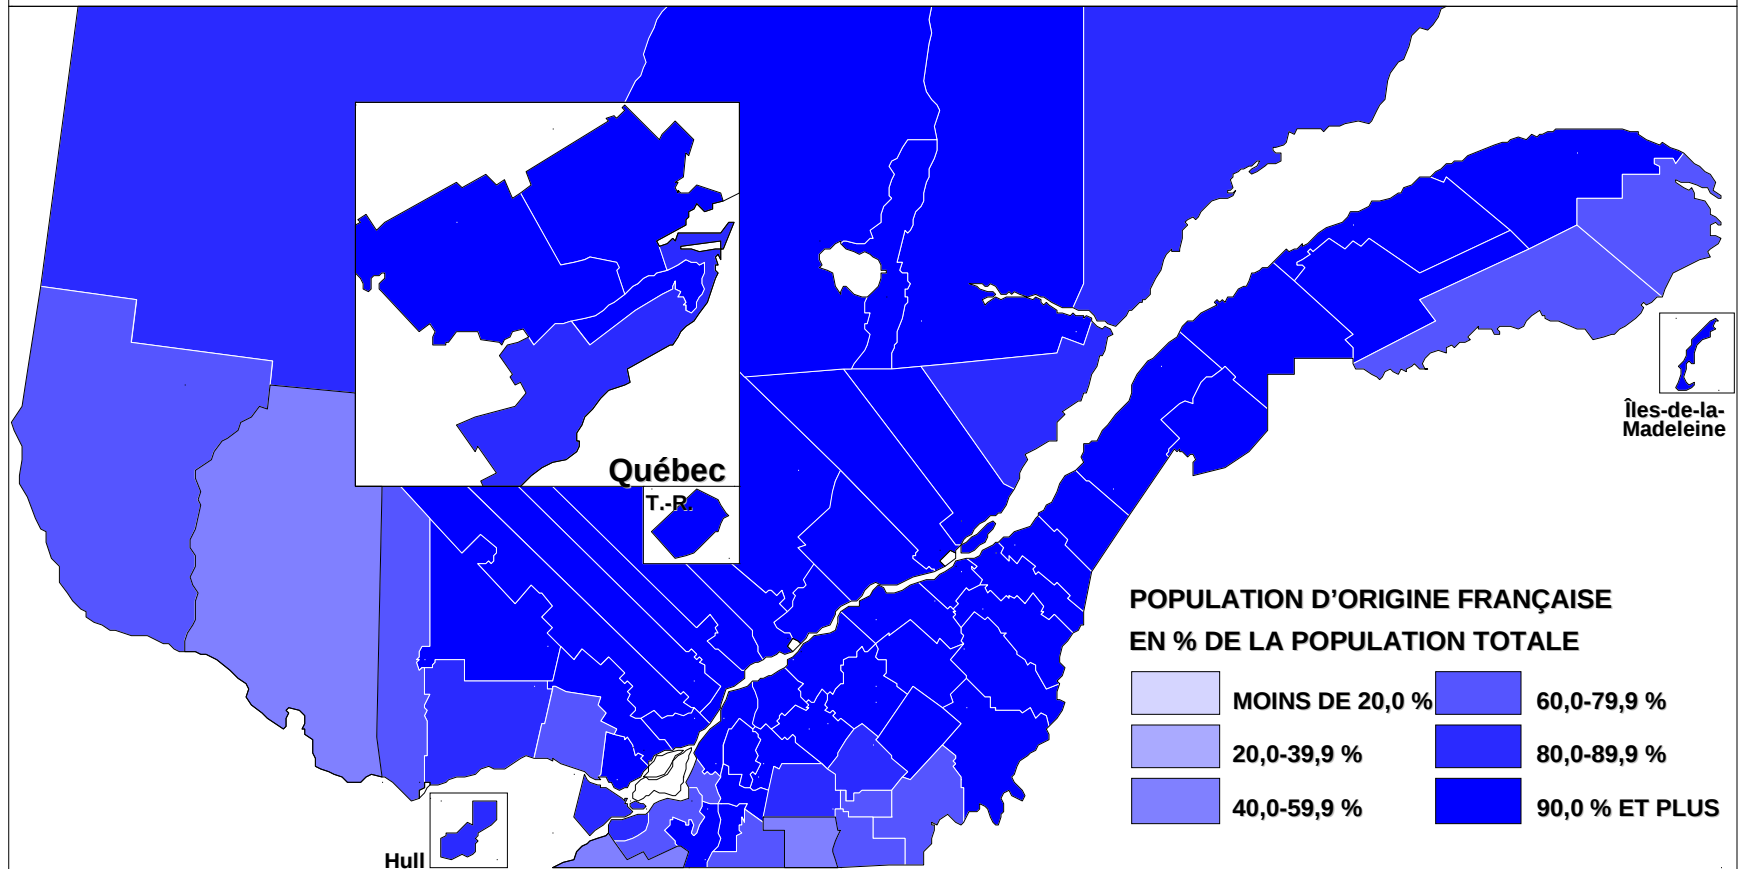 Québec
T.-R.
Îles-de-la-
Madeleine
POPULATION D’ORIGINE FRANÇAISE
EN % DE LA POPULATION TOTALE
MOINS DE 20,0 %
60,0-79,9 %
20,0-39,9 %
80,0-89,9 %
40,0-59,9 %
90,0 % ET PLUS
Hull